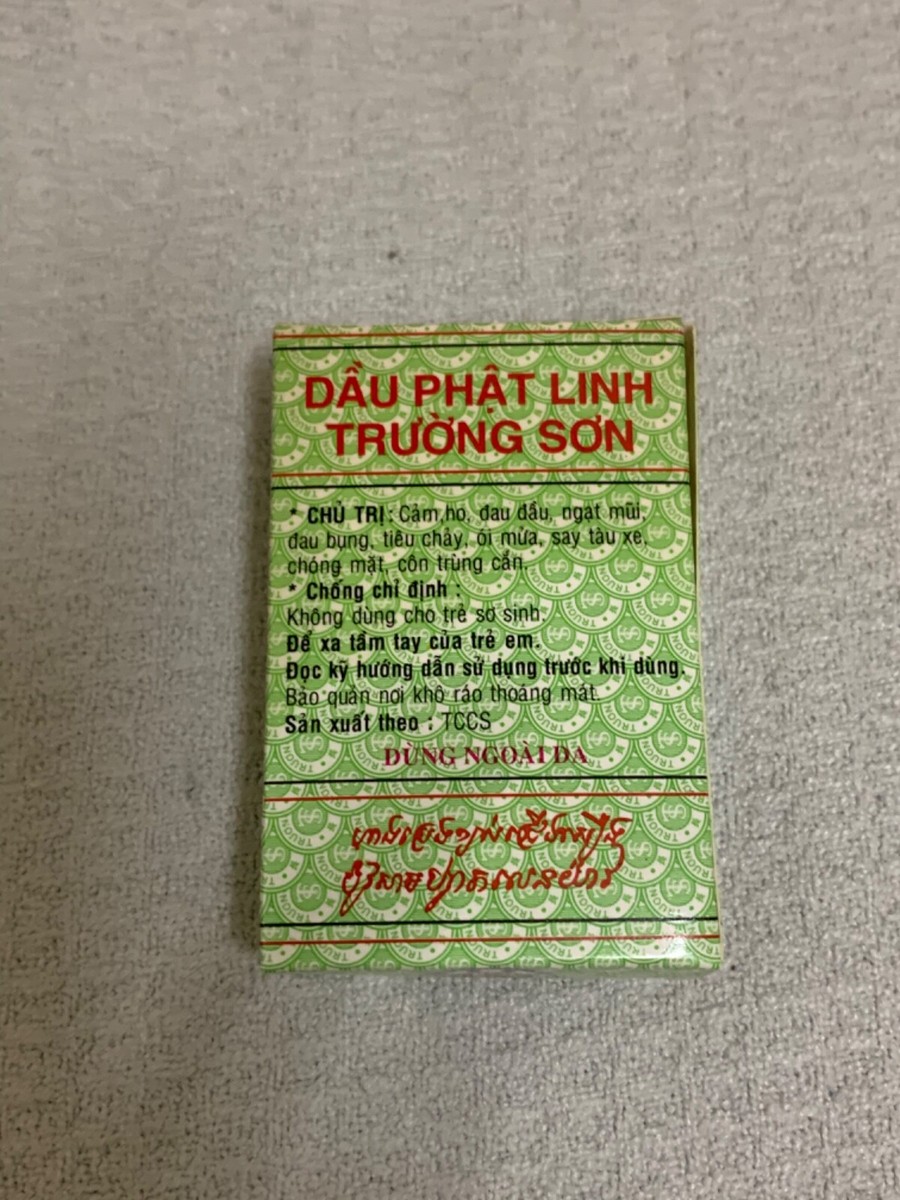 DẦU PHẬT LINH
TRƯỜNG SƠN
* CHỦ TRỊ: Cảm, ho, đau đầu, ngạt mũi,
đau bụng, tiêu chảy, ói mửa, say tàu xe,
chóng mặt, côn trùng cắn.
* Chống chỉ định :
Không dùng cho trẻ sơ sinh.
Để xa tầm tay của trẻ em.
Đọc kỹ hướng dẫn sử dụng trước khi dùng.
Bảo quản nơi khô ráo thoáng mát.
Sản xuất theo : TCCS
DÙNG NGOÀI DA